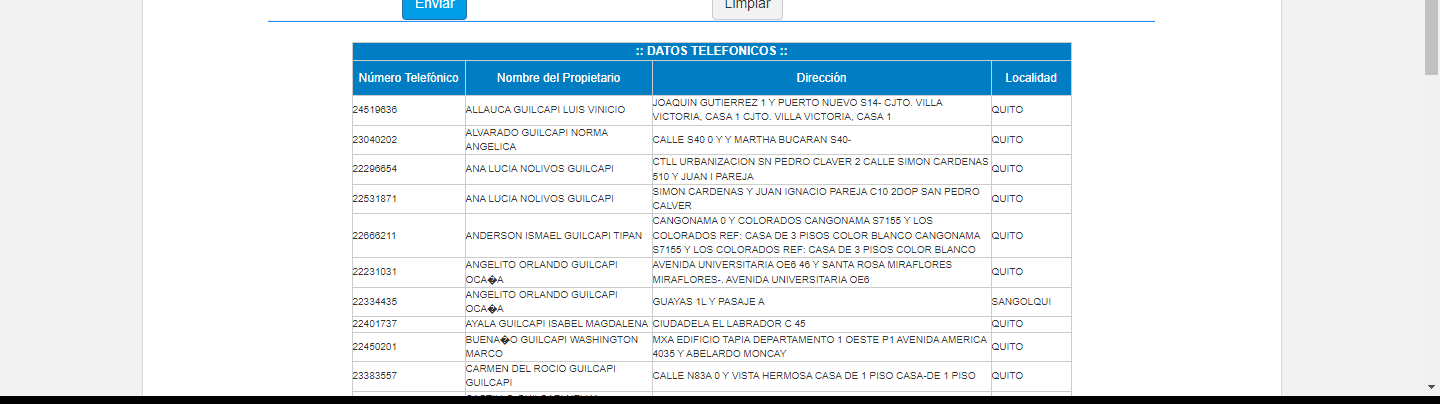 Enviar Limpiar
:: DATOS TELEFONICOS ::
Número Telefónico Nombre del Propietario Dirección Localidad
24519636 ALLAUCA GUILCAPI LUIS VINICIO JOAQUIN GUTIERREZ 1 Y PUERTO NUEVO S14- CJTO. VILLA
VICTORIA, CASA 1 CJTO. VILLA VICTORIA, CASA 1 QUITO
23040202 ALVARADO GUILCAPI NORMA
ANGELICA CALLE S40 0 Y Y MARTHA BUCARAN S40- QUITO
22296654 ANA LUCIA NOLIVOS GUILCAPI CTLL URBANIZACION SN PEDRO CLAVER 2 CALLE SIMON CARDENAS
510 Y JUAN I PAREJA QUITO
22531871 ANA LUCIA NOLIVOS GUILCAPI SIMON CARDENAS Y JUAN IGNACIO PAREJA C10 2DOP SAN PEDRO
CALVER QUITO
22666211 ANDERSON ISMAEL GUILCAPI TIPAN CANGONAMA 0 Y COLORADOS CANGONAMA S7155 Y LOS
COLORADOS REF: CASA DE 3 PISOS COLOR BLANCO CANGONAMA
S7155 Y LOS COLORADOS REF: CASA DE 3 PISOS COLOR BLANCO QUITO
22231031 ANGELITO ORLANDO GUILCAPI
OCA�A AVENIDA UNIVERSITARIA OE6 46 Y SANTA ROSA MIRAFLORES
MIRAFLORES-. AVENIDA UNIVERSITARIA OE6 QUITO
22334435 ANGELITO ORLANDO GUILCAPI
OCA�A GUAYAS 1L Y PASAJE A SANGOLQUI
22401737 AYALA GUILCAPI ISABEL MAGDALENA CIUDADELA EL LABRADOR C 45 QUITO
22450201 BUENA�O GUILCAPI WASHINGTON
MARCO MXA EDIFICIO TAPIA DEPARTAMENTO 1 OESTE P1 AVENIDA AMERICA
4035 Y ABELARDO MONCAY QUITO
23383557 CARMEN DEL ROCIO GUILCAPI
GUILCAPI CALLE N83A 0 Y VISTA HERMOSA CASA DE 1 PISO CASA-DE 1 PISO QUITO